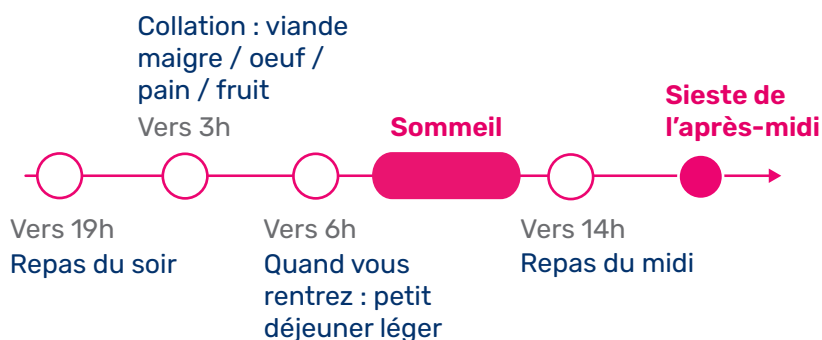 Collation : viande
maigre / oeuf /
pain / fruit
Vers 3h
Sommeil
Sieste de
l'après-midi
Vers 19h
Repas du soir
Vers 6h
Quand vous
rentrez : petit
déjeuner léger
Vers 14h
Repas du midi